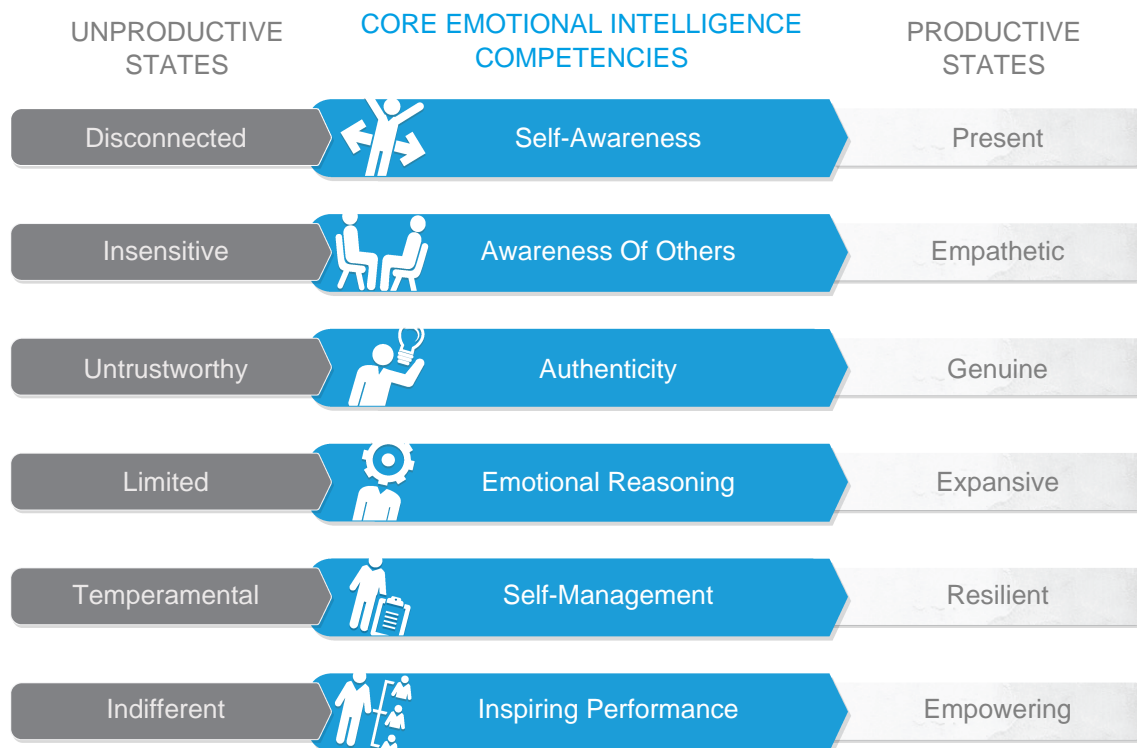 UNPRODUCTIVE
STATES
CORE EMOTIONAL INTELLIGENCE
COMPETENCIES
PRODUCTIVE
STATES
Disconnected
Self-Awareness
Present
Insensitive
Awareness Of Others
Empathetic
Untrustworthy
Authenticity
Genuine
Limited
Emotional Reasoning
Expansive
Temperamental
Self-Management
Resilient
Indifferent
Inspiring Performance
Empowering